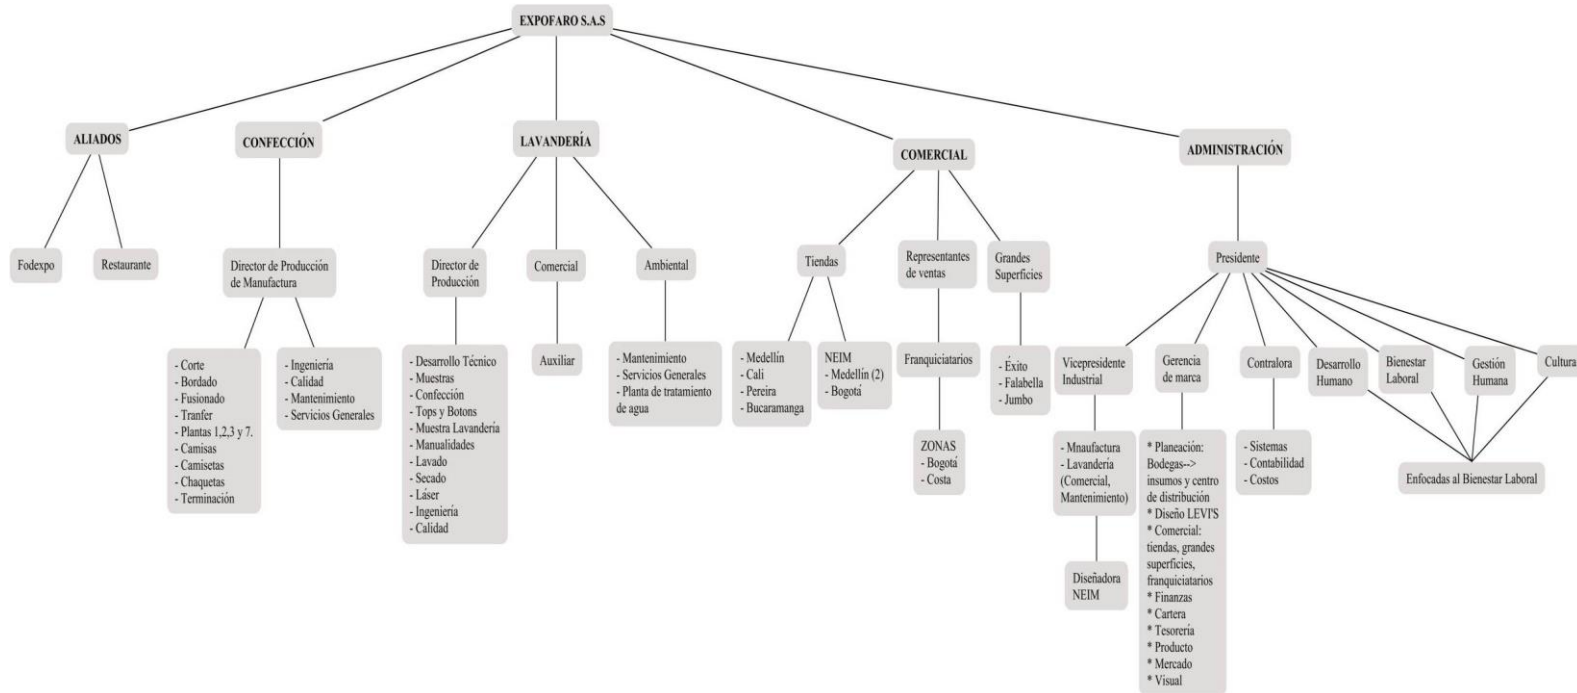 EXPOFARO S.A.S
ALIADOS
CONFECCIÓN
LAVANDERÍA
COMERCIAL
ADMINISTRACIÓN
Fodexpo
Restaurante
Director de Producción
de Manufactura
Director de
Producción
Comercial
Ambiental
Tiendas
Representantes
de ventas
Grandes
Superficies
Presidente
- Corte
- Bordado
- Fusionado
- Tranfer
- Plantas 1,2,3 y 7.
- Camisas
- Camisetas
- Chaquetas
- Terminación
- Ingeniería
- Calidad
- Mantenimiento
- Servicios Generales
- Desarrollo Técnico
- Muestras
- Confección
- Tops y Botons
- Muestra Lavandería
- Manualidades
- Lavado
- Secado
- Láser
- Ingeniería
- Calidad
Auxiliar
- Mantenimiento
- Servicios Generales
- Planta de tratamiento
de agua
- Medellín
- Cali
- Pereira
- Bucaramanga
NEIM
- Medellín (2)
- Bogotá
Franquiciatarios
ZONAS
- Bogotá
- Costa
- Éxito
- Falabella
- Jumbo
Vicepresidente
Industrial
Gerencia
de marca
Contralora
Desarrollo
Humano
Bienestar
Laboral
Gestión
Humana
Cultura
- Mnaufactura
- Lavandería
(Comercial,
Mantenimiento)
Diseñadora
NEIM
* Planeación:
Bodegas-->
insumos y centro
de distribución
* Diseño LEVI'S
* Comercial:
tiendas, grandes
superficies,
franquiciatarios
* Finanzas
* Cartera
* Tesorería
* Producto
* Mercado
* Visual
- Sistemas
- Contabilidad
- Costos
Enfocadas al Bienestar Laboral